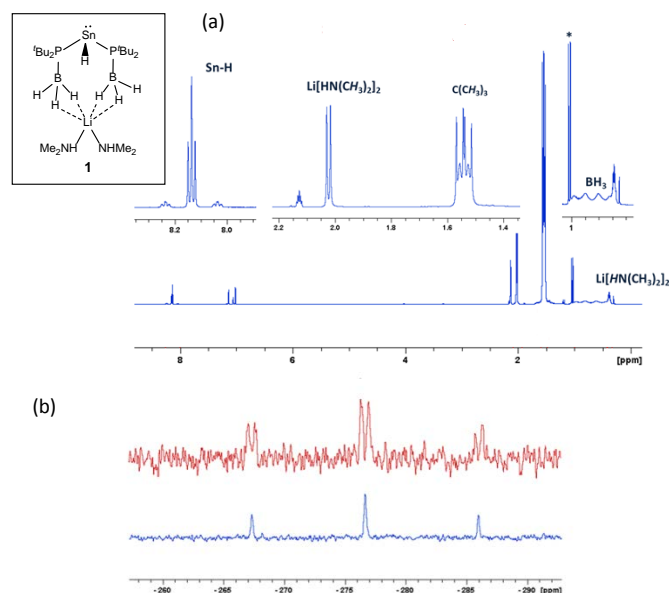 (a)
Sn
ᵗBu₂P
H
PᵗBu₂
B
B
H
H
H
H
H
H
Li
Me₂NH
NHMe₂
1
Sn-H
Li[HN(CH₃)₂]₂
C(CH₃)₃
*
BH₃
8.2
8.0
2.2
2.0
1.8
1.6
1.4
1
Li[HN(CH₃)₂]₂
8
6
4
2
[ppm]
(b)
-260
-265
-270
-275
-280
-285
-290
[ppm]